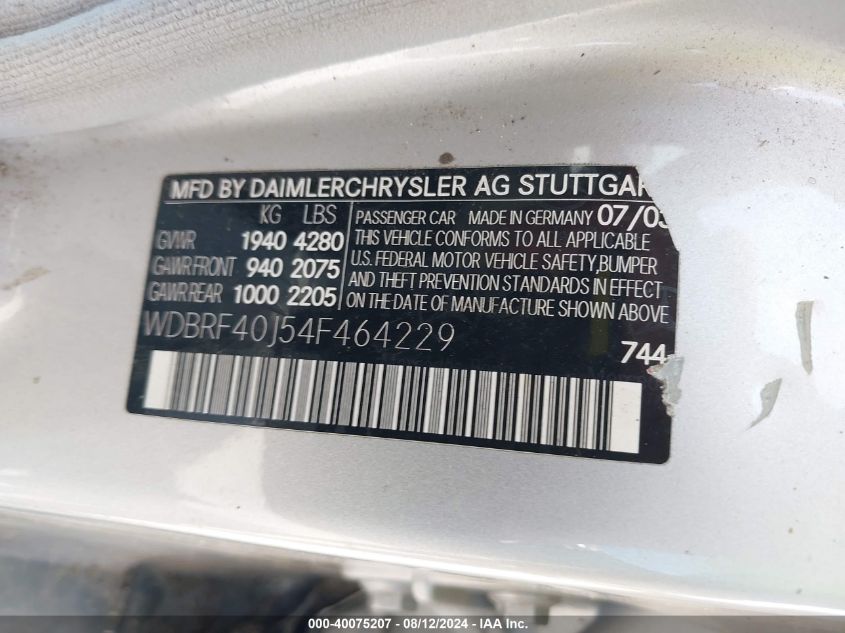 MFD BY DAIMLERCHRYSLER AG STUTTGAR
KG LBS
GVWR 1940 4280
GAWR FRONT 940 2075
GAWR REAR 1000 2205
PASSENGER CAR MADE IN GERMANY 07/03
THIS VEHICLE CONFORMS TO ALL APPLICABLE
U.S. FEDERAL MOTOR VEHICLE SAFETY,BUMPER
AND THEFT PREVENTION STANDARDS IN EFFECT
ON THE DATE OF MANUFACTURE SHOWN ABOVE
WDBRF40J54F464229
744
000-40075207 - 08/12/2024 - IAA Inc.